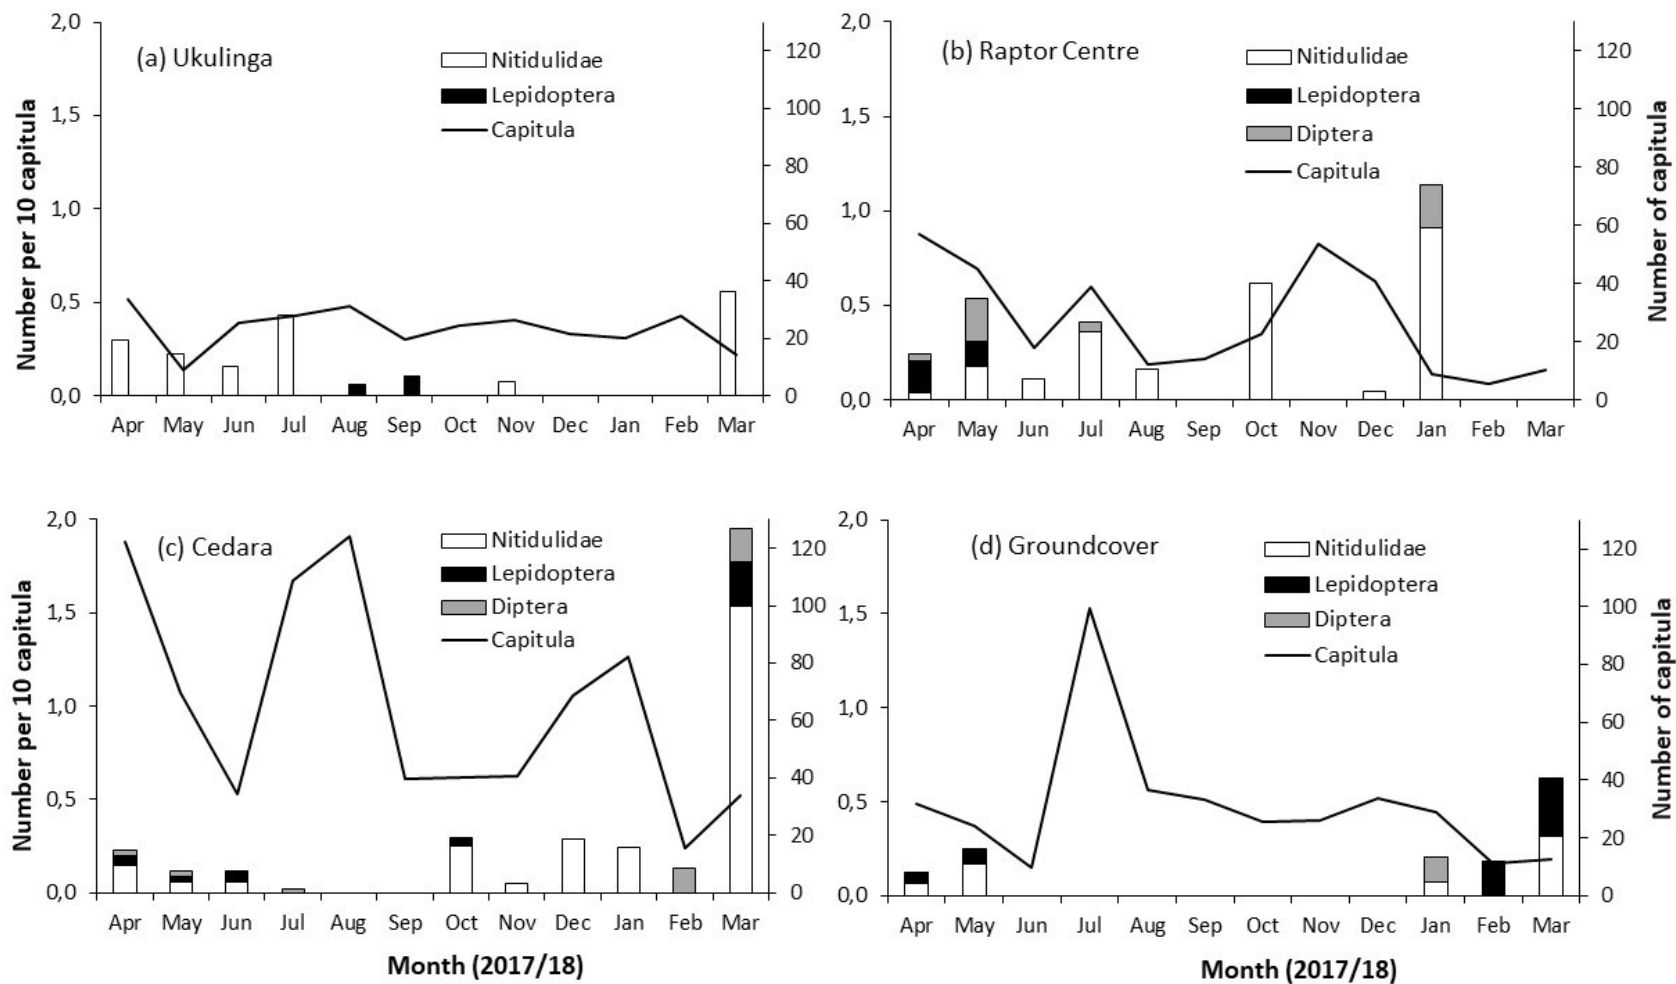 (a) Ukulinga
Nitidulidae
Lepidoptera
Capitula
Number per 10 capitula
2,0
1,5
1,0
0,5
0,0
120
100
80
60
40
20
0
Apr May Jun Jul Aug Sep Oct Nov Dec Jan Feb Mar
(b) Raptor Centre
Nitidulidae
Lepidoptera
Diptera
Capitula
2,0
1,5
1,0
0,5
0,0
120
100
80
60
40
20
0
Number of capitula
Apr May Jun Jul Aug Sep Oct Nov Dec Jan Feb Mar
(c) Cedara
Nitidulidae
Lepidoptera
Diptera
Capitula
Number per 10 capitula
2,0
1,5
1,0
0,5
0,0
120
100
80
60
40
20
0
Apr May Jun Jul Aug Sep Oct Nov Dec Jan Feb Mar
Month (2017/18)
(d) Groundcover
Nitidulidae
Lepidoptera
Diptera
Capitula
2,0
1,5
1,0
0,5
0,0
120
100
80
60
40
20
0
Number of capitula
Apr May Jun Jul Aug Sep Oct Nov Dec Jan Feb Mar
Month (2017/18)